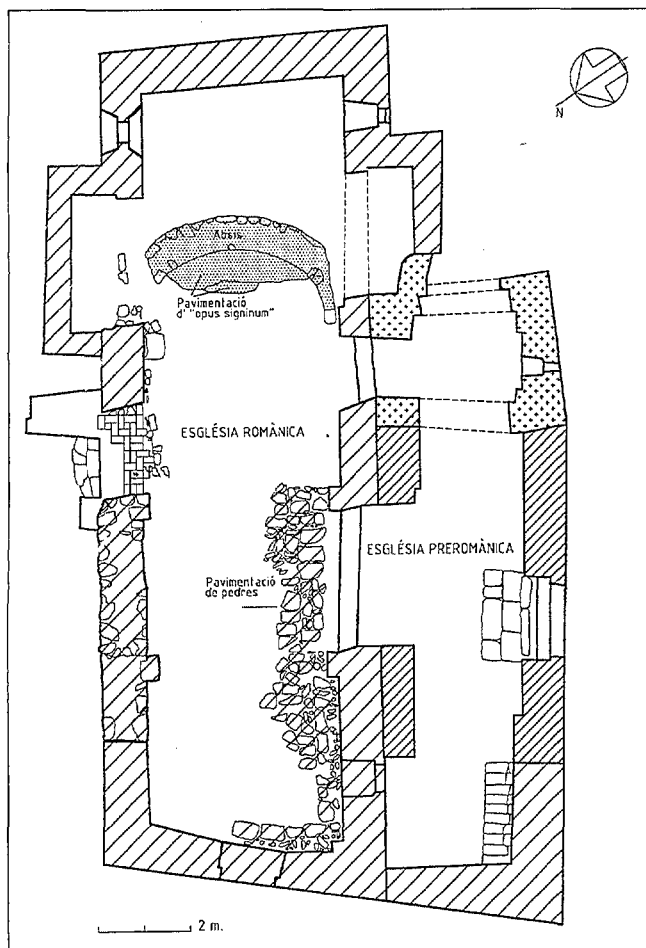 N
Absis
Pavimentació
d' "opus signinum"
ESGLÉSIA ROMÀNICA
ESGLÉSIA PREROMÀNICA
Pavimentació
de pedres
2 m.